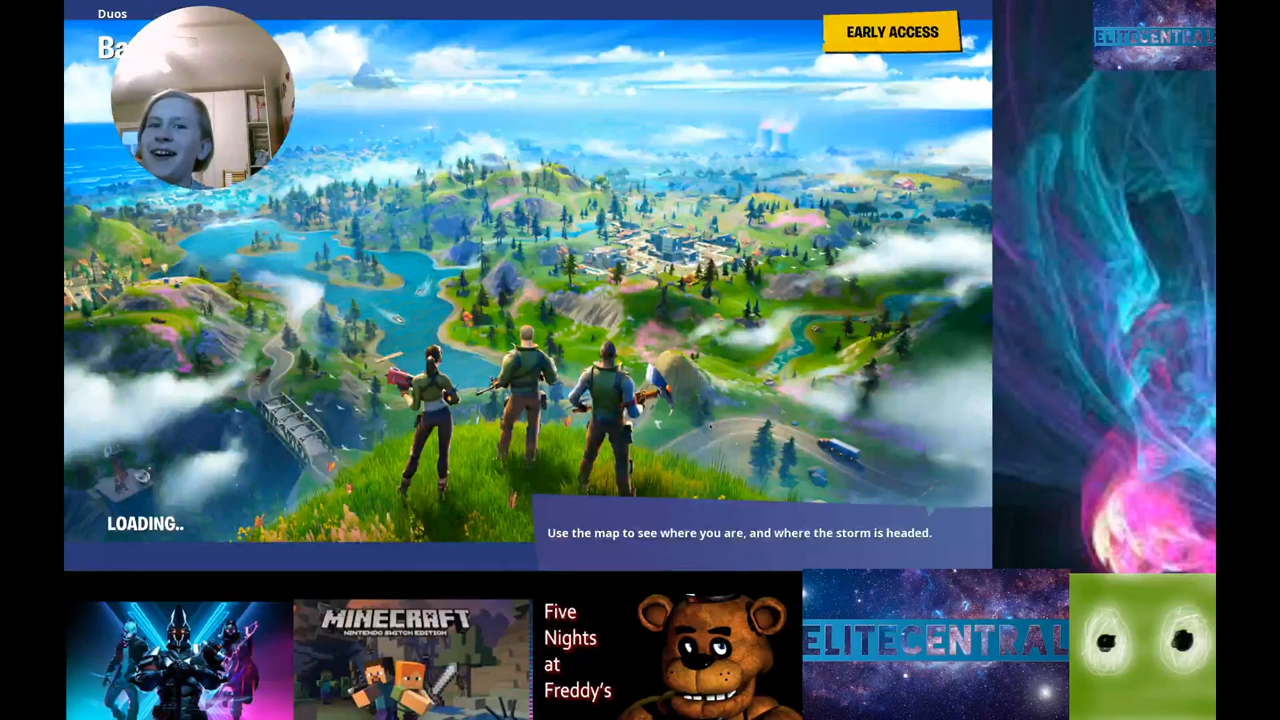 Duos
Ba
EARLY ACCESS
ELITECENTRAL
LOADING..
Use the map to see where you are, and where the storm is headed.
MINECRAFT
NINTENDO SWITCH EDITION
Five
Nights
at
Freddy's
ELITECENTRAL